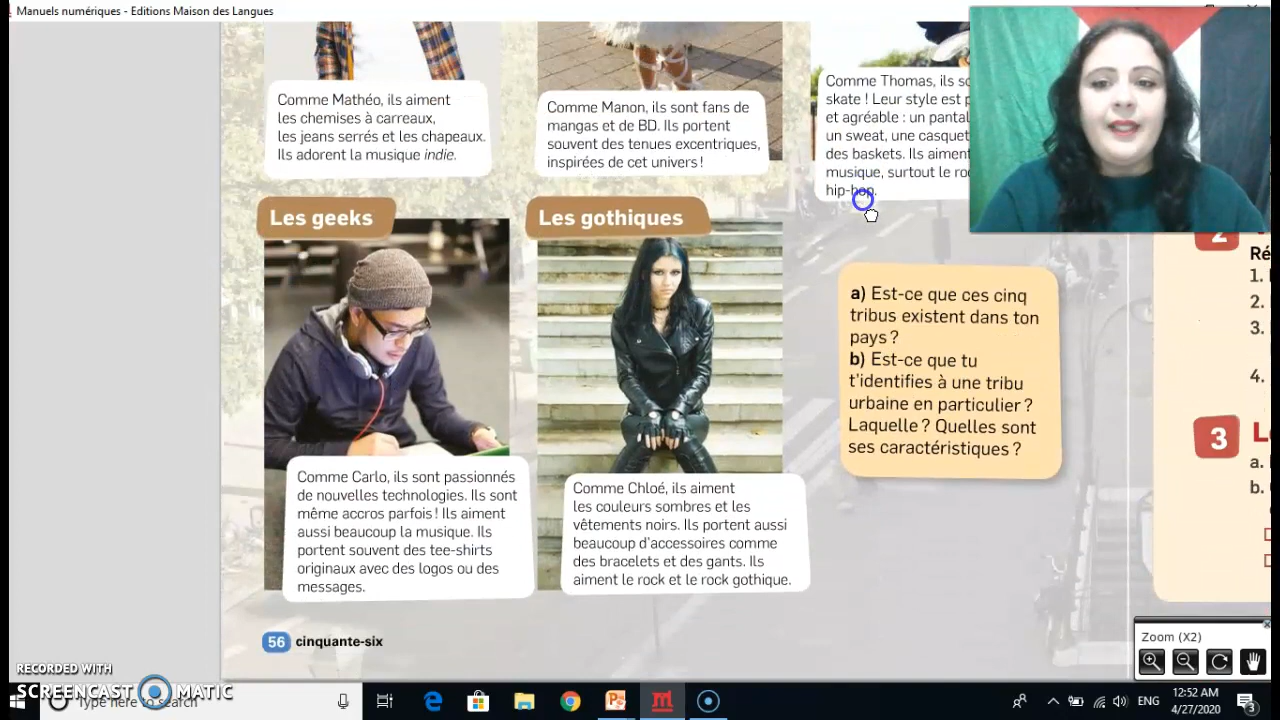 Manuels numériques - Editions Maison des Langues
Comme Mathéo, ils aiment
les chemises à carreaux,
les jeans serrés et les chapeaux.
Ils adorent la musique indie.
Comme Manon, ils sont fans de
mangas et de BD. Ils portent
souvent des tenues excentriques,
inspirées de cet univers !
Comme Thomas, ils
skate ! Leur style est
et agréable : un
un sweat, une
des baskets. Ils aiment
musique, surtout le
hip-hop.
Les geeks
Comme Carlo, ils sont passionnés
de nouvelles technologies. Ils sont
même accros parfois ! Ils aiment
aussi beaucoup la musique. Ils
portent souvent des tee-shirts
originaux avec des logos ou des
messages.
Les gothiques
Comme Chloé, ils aiment
les couleurs sombres et les
vêtements noirs. Ils portent aussi
beaucoup d'accessoires comme
des bracelets et des gants. Ils
aiment le rock et le rock gothique.
a) Est-ce que ces cinq
tribus existent dans ton
pays ?
b) Est-ce que tu
t'identifies à une tribu
urbaine en particulier ?
Laquelle ? Quelles sont
ses caractéristiques ?
2
Ré
1.
2.
3.
4.
3
a.
b.
56 cinquante-six
Zoom (X2)
RECORDED WITH
SCREENCAST MATIC
Type here to search
ENG
12:52 AM
4/27/2020
3